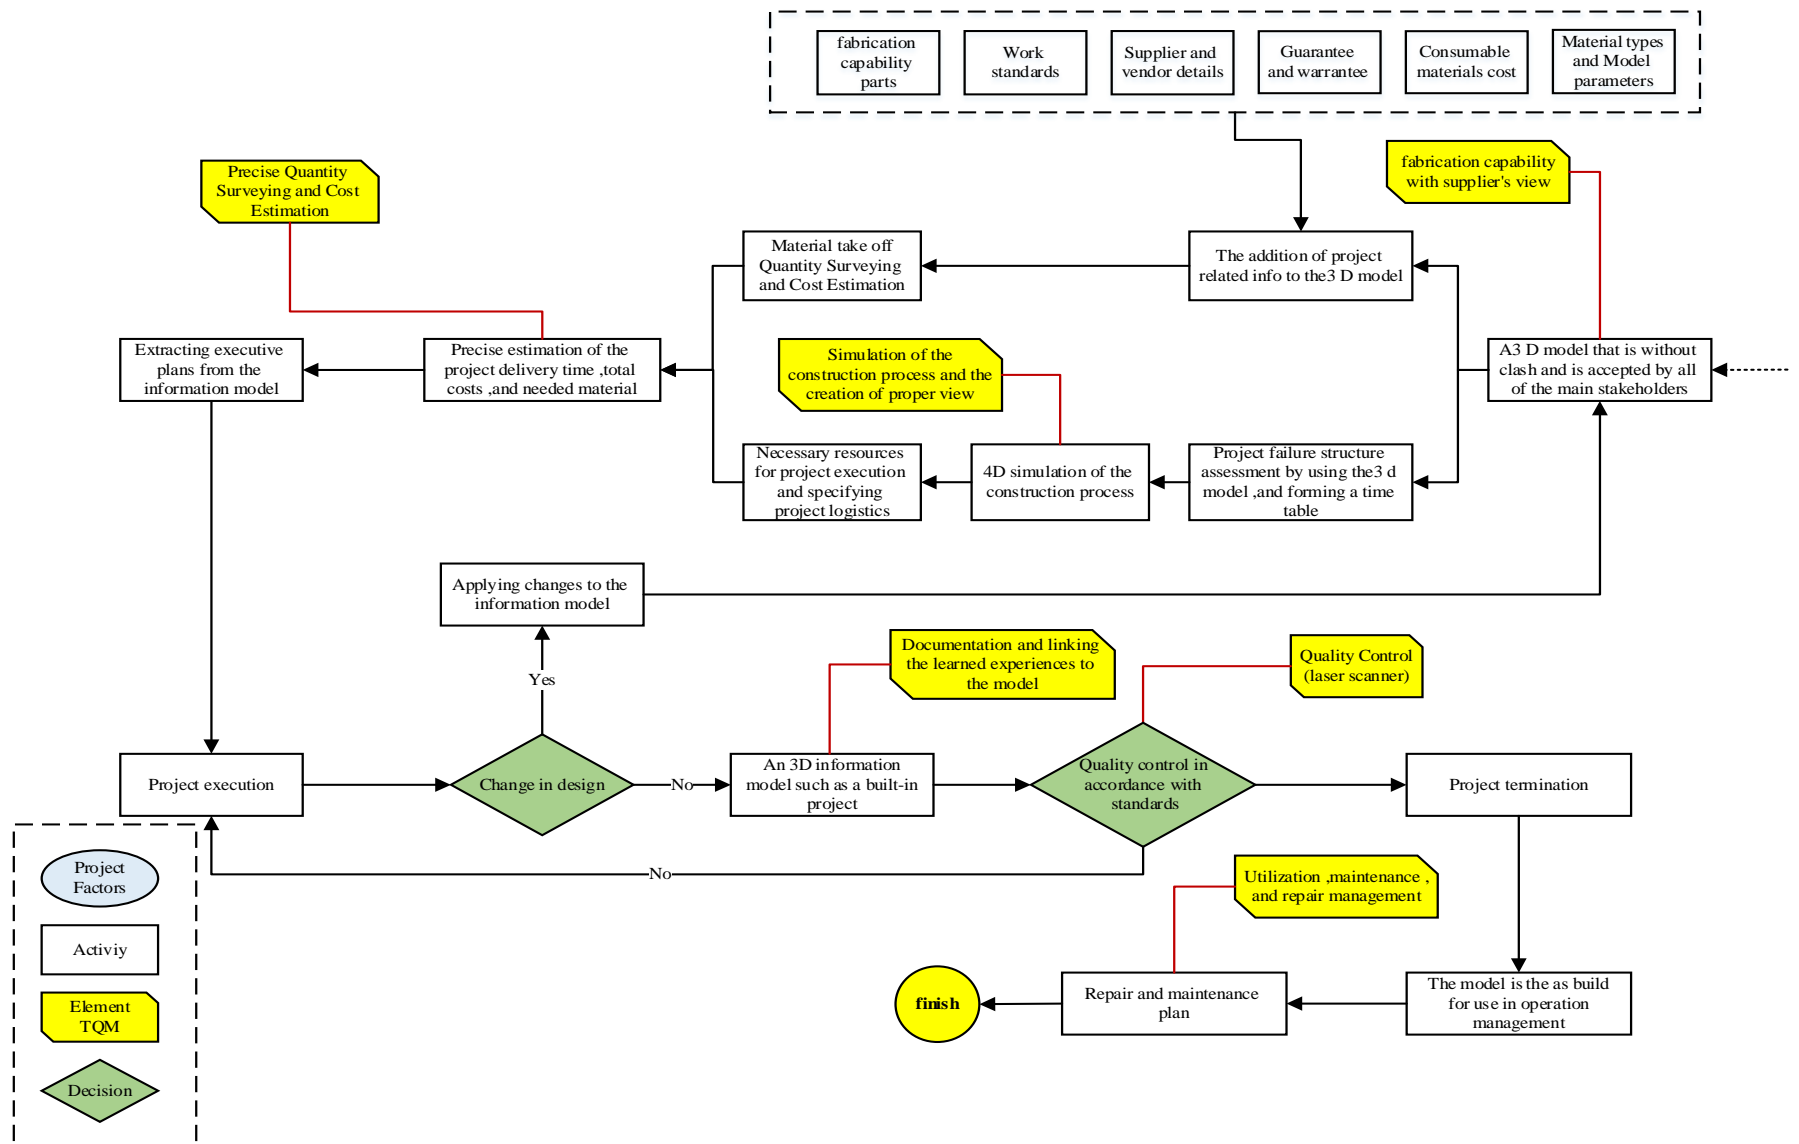 fabrication
capability
parts
Work
standards
Supplier and
vendor details
Guarantee
and warrantee
Consumable
materials cost
Material types
and Model
parameters
Precise Quantity
Surveying and Cost
Estimation
fabrication capability
with supplier's view
Material take off
Quantity Surveying
and Cost Estimation
The addition of project
related info to the3 D model
Extracting executive
plans from the
information model
Precise estimation of the
project delivery time ,total
costs ,and needed material
Simulation of the
construction process and the
creation of proper view
A3 D model that is without
clash and is accepted by all
of the main stakeholders
Necessary resources
for project execution
and specifying
project logistics
4D simulation of the
construction process
Project failure structure
assessment by using the3 d
model ,and forming a time
table
Applying changes to the
information model
Yes
Documentation and linking
the learned experiences to
the model
Quality Control
(laser scanner)
Project execution
Change in design
No
An 3D information
model such as a built-in
project
Quality control in
accordance with
standards
Project termination
No
Utilization ,maintenance ,
and repair management
Project
Factors
Activiy
Element
TQM
Decision
finish
Repair and maintenance
plan
The model is the as build
for use in operation
management